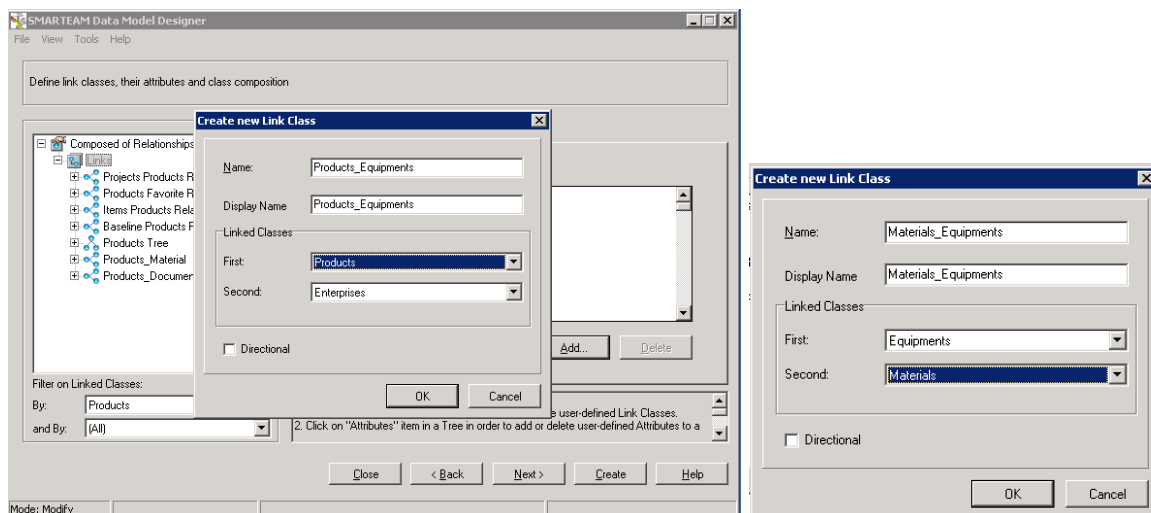 SMARTEAM Data Model Designer
File View Tools Help
Define link classes, their attributes and class composition
Composed of Relationships
Links
Projects Products R
Products Favorite R
Items Products Rela
Baseline Products F
Products Tree
Products_Material
Products_Documen
Filter on Linked Classes:
By: Products
and By: (All)
Create new Link Class
Name: Products_Equipments
Display Name Products_Equipments
Linked Classes
First: Products
Second: Enterprises
Directional
OK Cancel
Add... Delete
e user-defined Link Classes.
2. Click on "Attributes" item in a Tree in order to add or delete user-defined Attributes to a
Close < Back Next > Create Help
Mode: Modify
Create new Link Class
Name: Materials_Equipments
Display Name Materials_Equipments
Linked Classes
First: Equipments
Second: Materials
Directional
OK Cancel